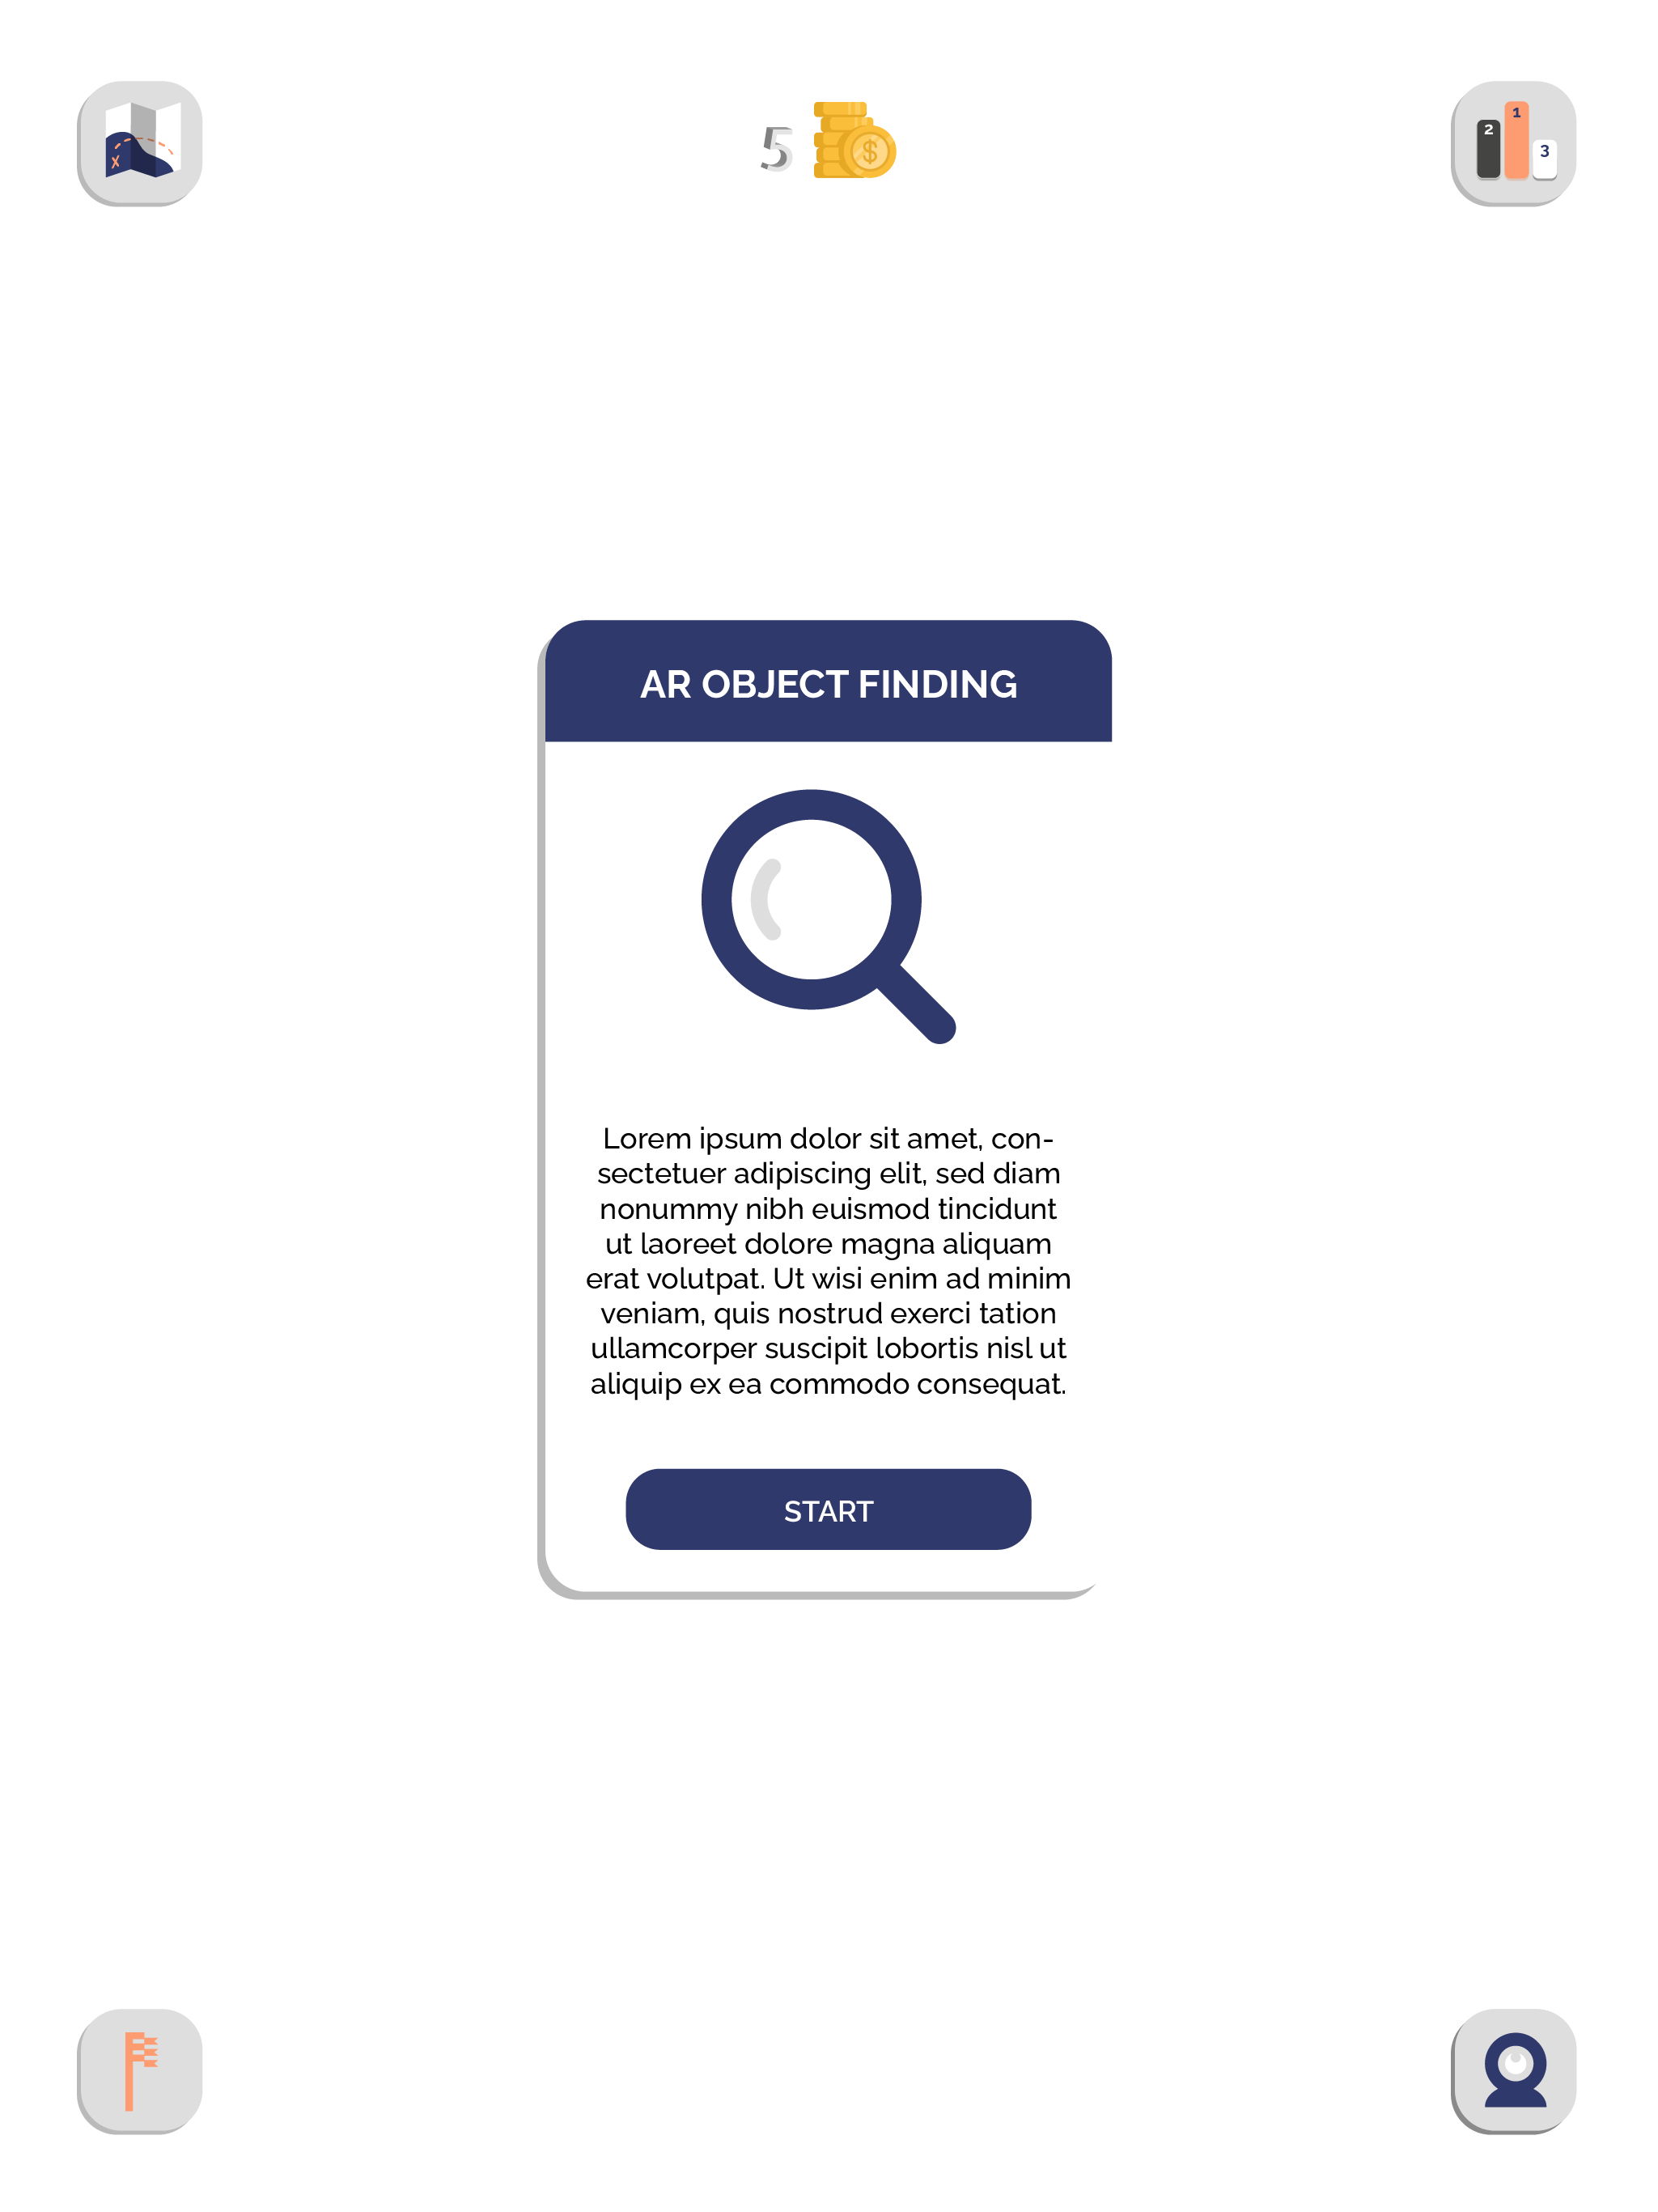 5
2 1 3
AR OBJECT FINDING
Lorem ipsum dolor sit amet, con-
sectetuer adipiscing elit, sed diam
nonummy nibh euismod tincidunt
ut laoreet dolore magna aliquam
erat volutpat. Ut wisi enim ad minim
veniam, quis nostrud exerci tation
ullamcorper suscipit lobortis nisl ut
aliquip ex ea commodo consequat.
START